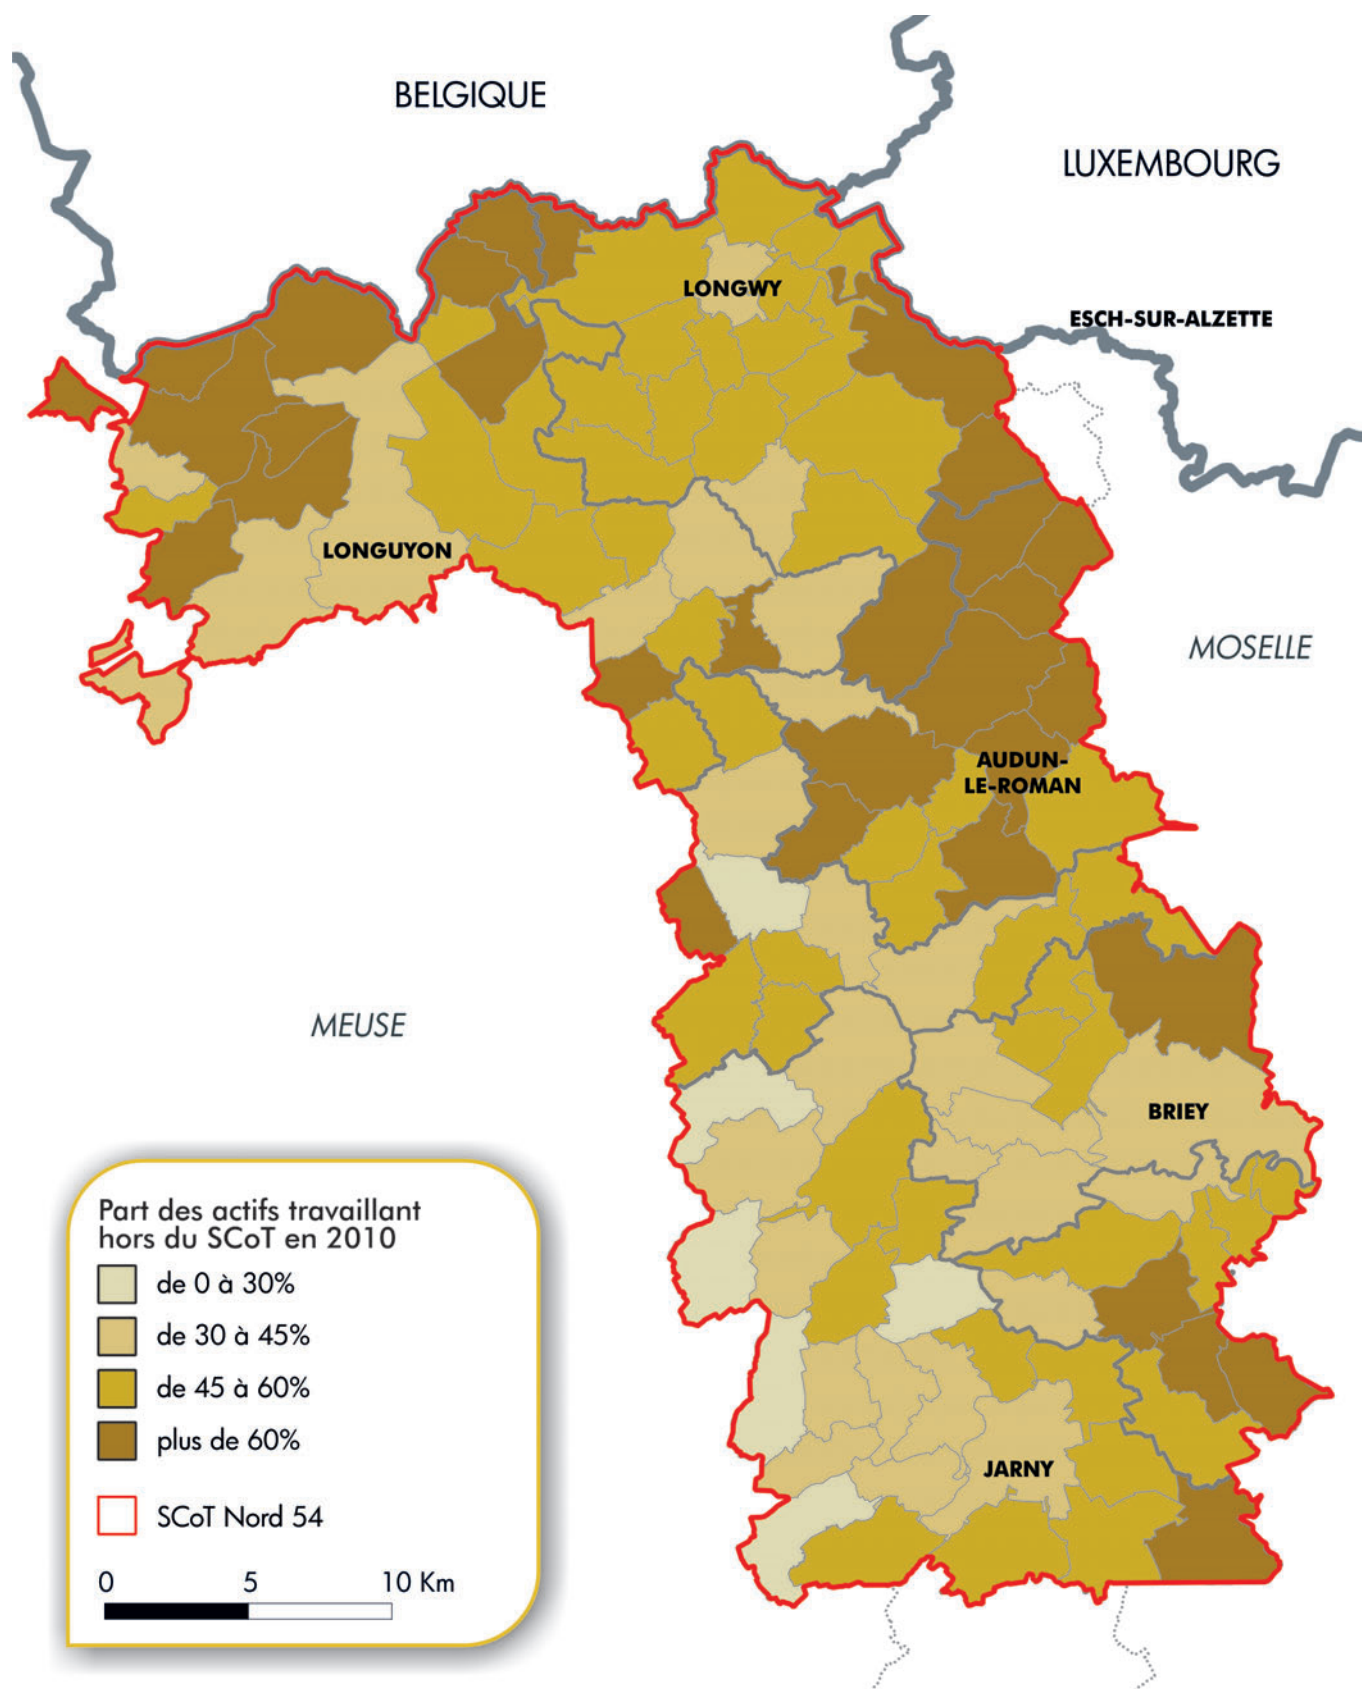 BELGIQUE
LUXEMBOURG
LONGWY
ESCH-SUR-ALZETTE
LONGUYON
MOSELLE
AUDUN-
LE-ROMAN
MEUSE
BRIEY
JARNY
Part des actifs travaillant
hors du SCoT en 2010
de 0 à 30%
de 30 à 45%
de 45 à 60%
plus de 60%
SCoT Nord 54
0 5 10 Km